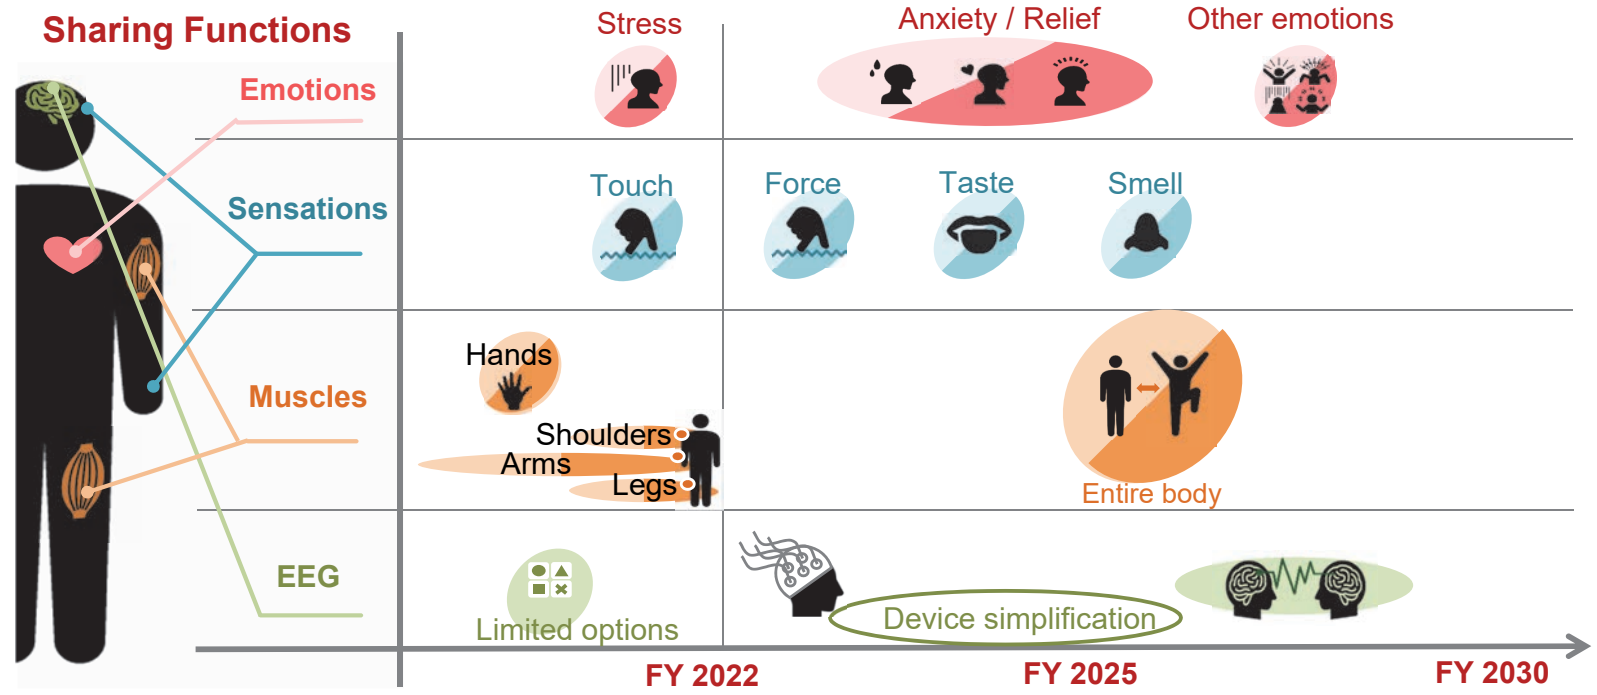 Sharing Functions
Stress
Anxiety / Relief
Other emotions
Emotions
Touch
Force
Taste
Smell
Sensations
Hands
Shoulders
Arms
Legs
Muscles
Entire body
EEG
Limited options
Device simplification
FY 2022
FY 2025
FY 2030